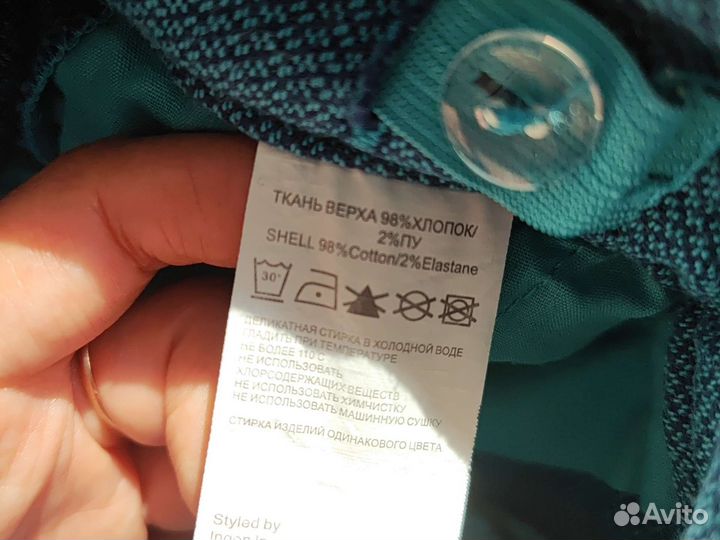 ТКАНЬ ВЕРХА 98%ХЛОПОК/
2%ПУ
SHELL 98%Cotton/2%Elastane
30°
ДЕЛИКАТНАЯ СТИРКА В ХОЛОДНОЙ ВОДЕ
ГЛАДИТЬ ПРИ ТЕМПЕРАТУРЕ
НЕ БОЛЕЕ 110 С
НЕ ИСПОЛЬЗОВАТЬ
ХЛОРСОДЕРЖАЩИХ ВЕЩЕСТВ
НЕ ИСПОЛЬЗОВАТЬ ХИМЧИСТКУ
НЕ ИСПОЛЬЗОВАТЬ МАШИННУЮ СУШКУ
СТИРКА ИЗДЕЛИЙ ОДИНАКОВОГО ЦВЕТА
Styled by
Avito